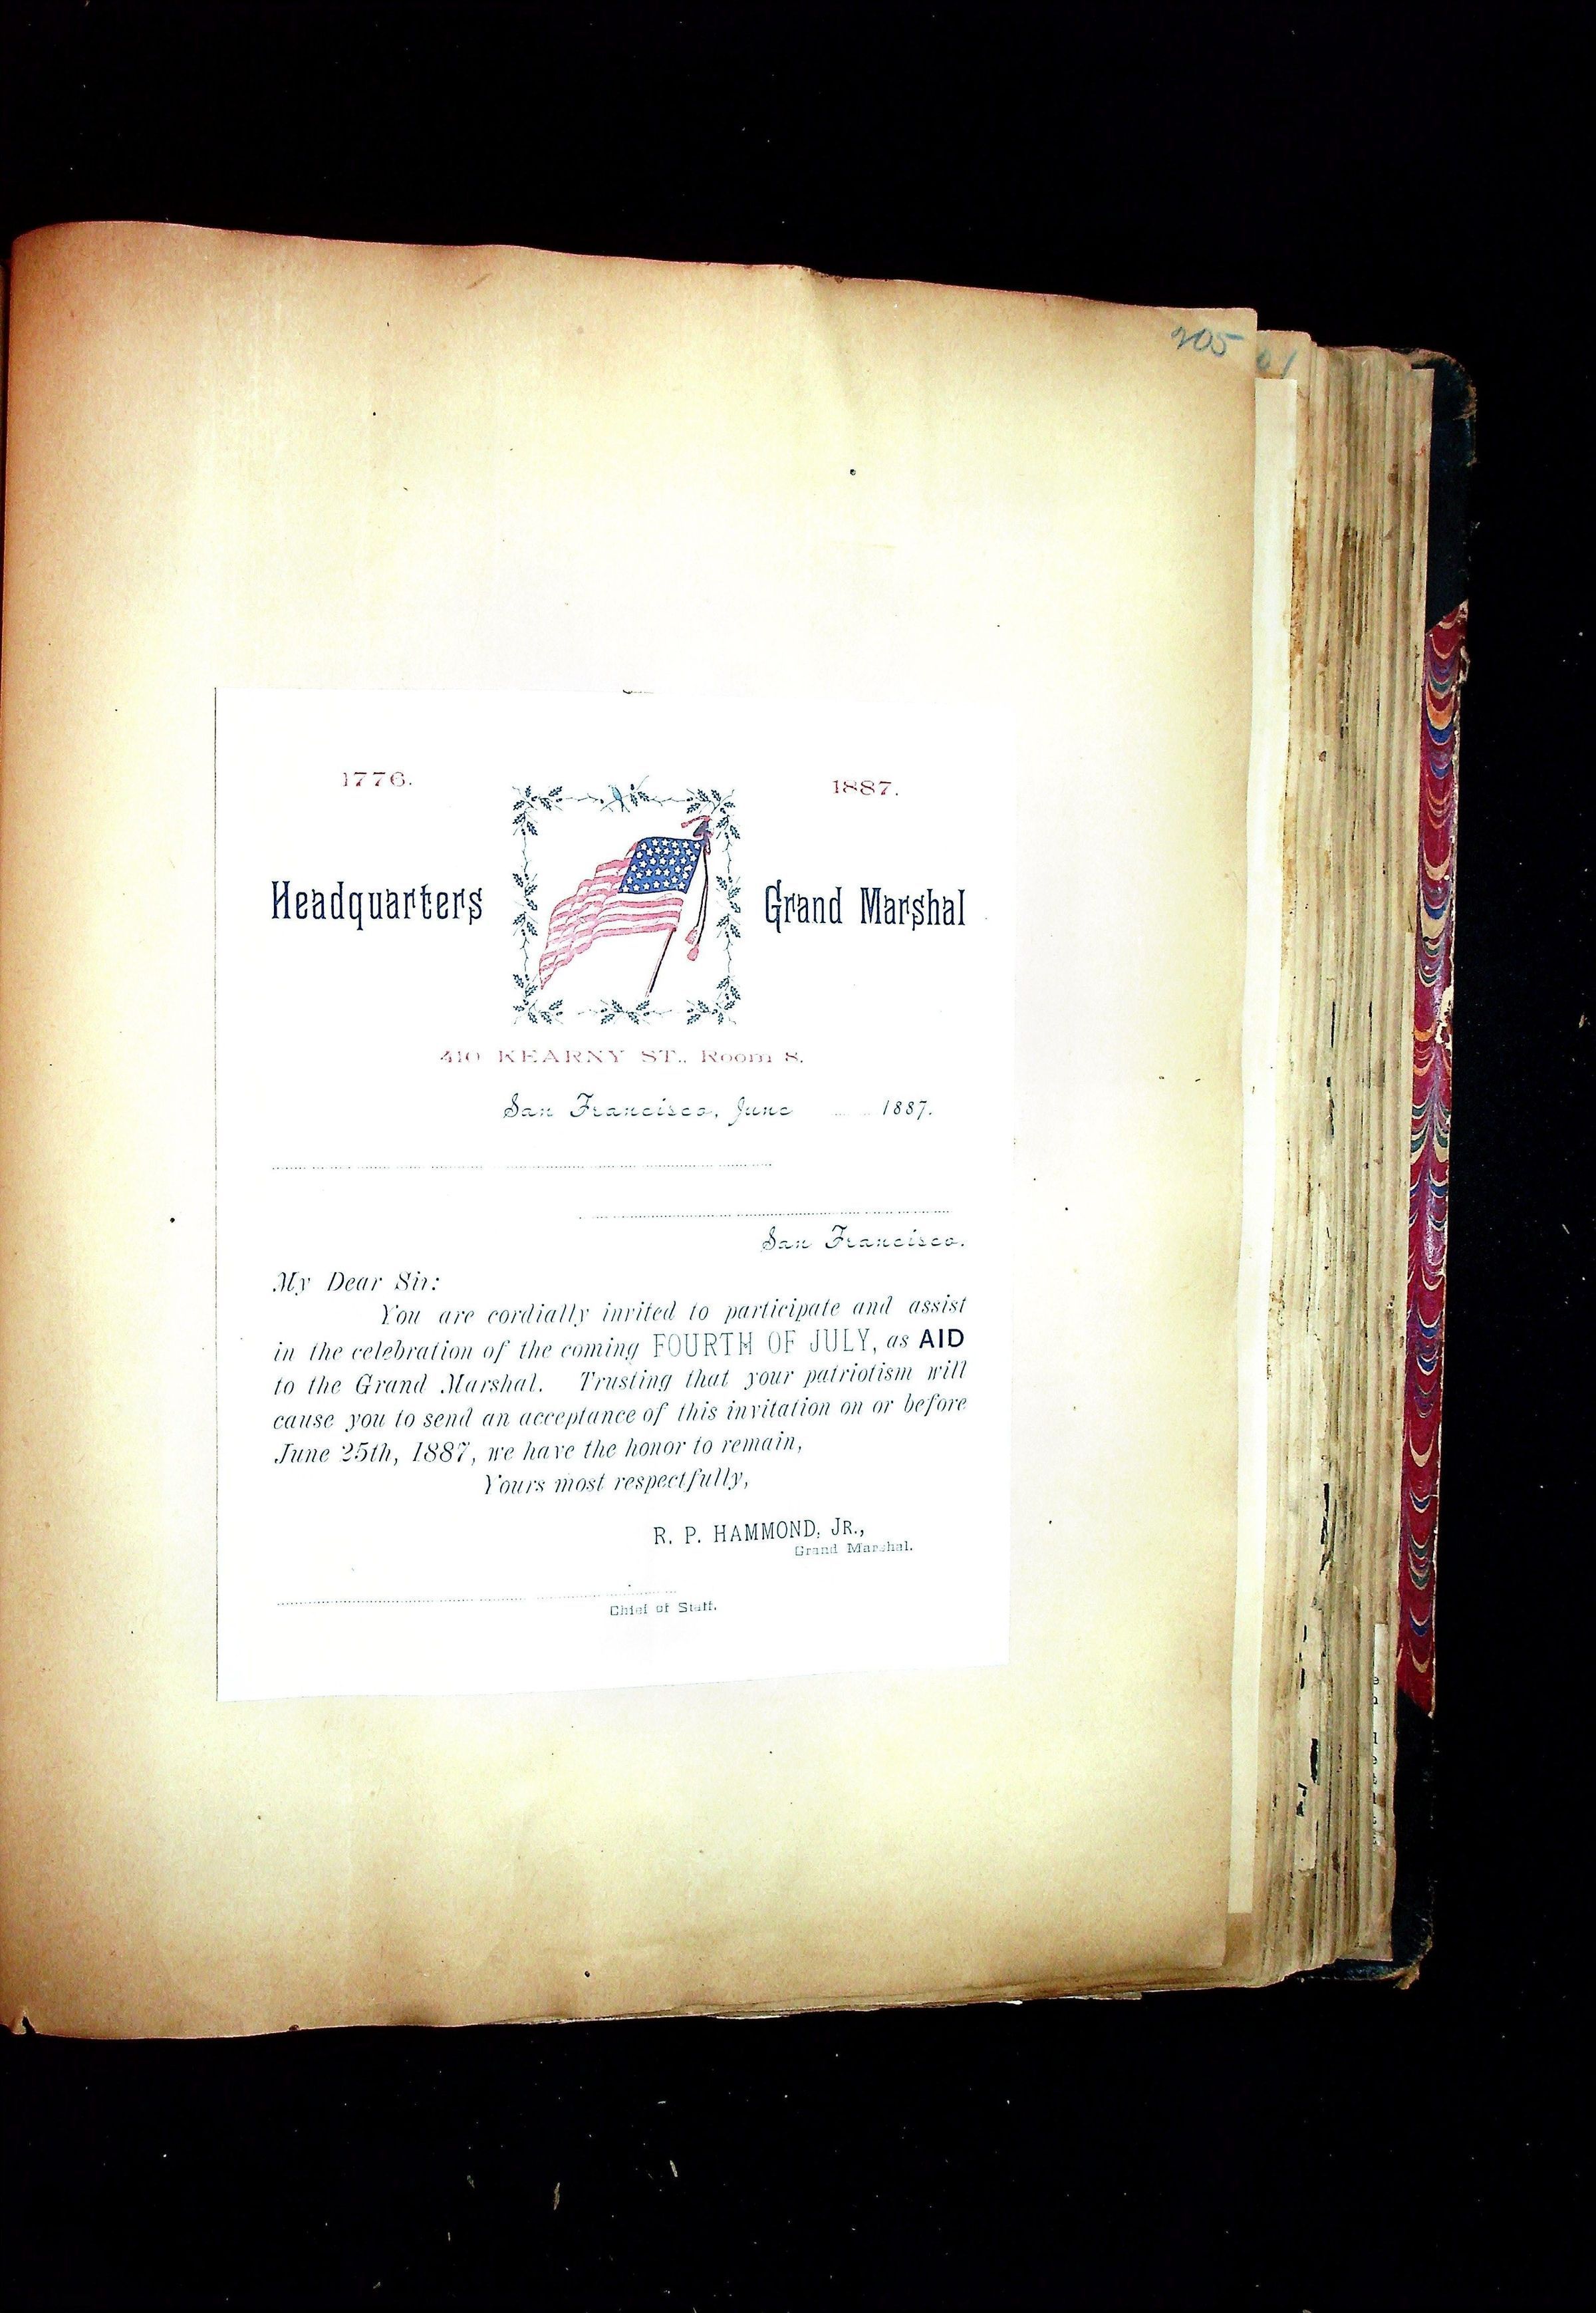 205
1776.
1887.
Headquarters Grand Marshal
410 KEARNY ST., Room 8.
San Francisco, June 1887.
San Francisco.
My Dear Sir:
You are cordially invited to participate and assist
in the celebration of the coming FOURTH OF JULY, as AID
to the Grand Marshal. Trusting that your patriotism will
cause you to send an acceptance of this invitation on or before
June 25th, 1887, we have the honor to remain,
Yours most respectfully,
R. P. HAMMOND, JR.,
Grand Marshal.
Chief of Staff.